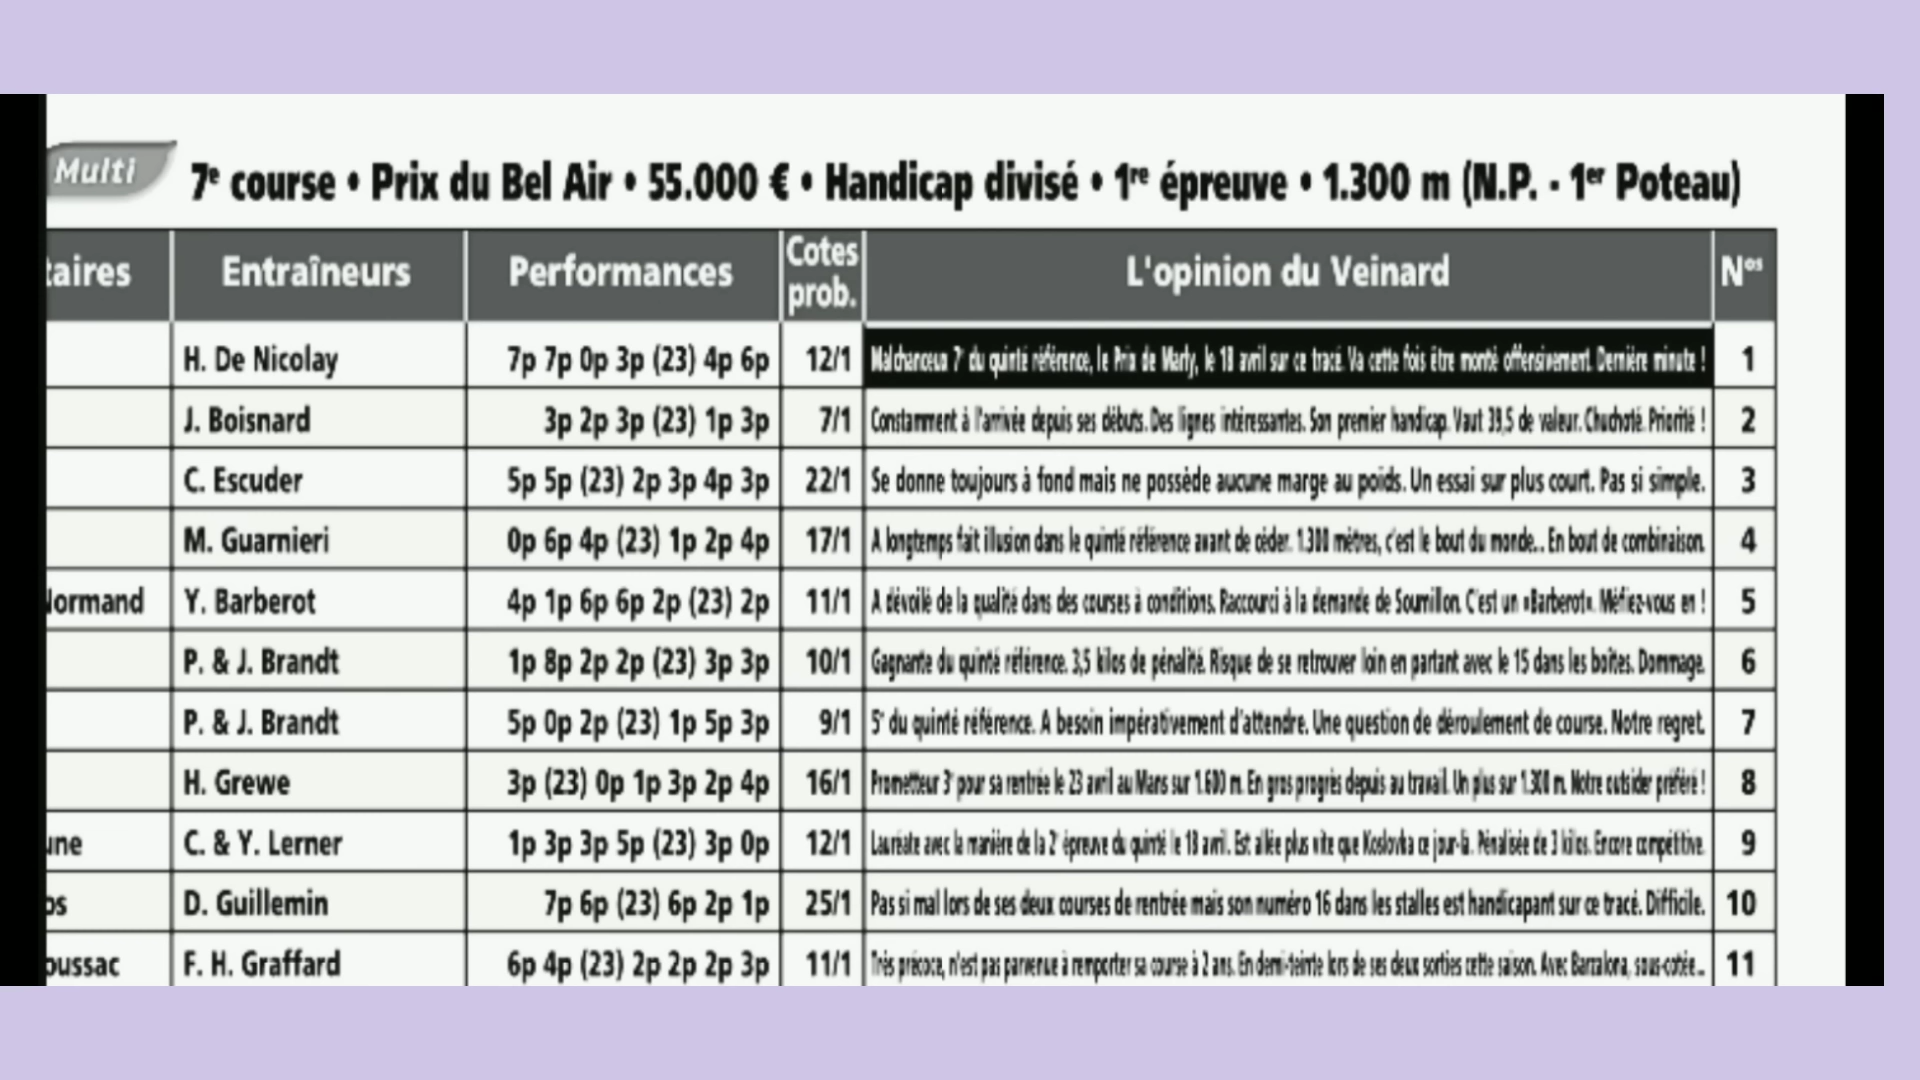 Multi
7e course • Prix du Bel Air • 55.000 € • Handicap divisé • 1re épreuve • 1.300 m (N.P. - 1er Poteau)
taires Entraîneurs Performances Cotes prob. L'opinion du Veinard Nos
H. De Nicolay 7p 7p 0p 3p (23) 4p 6p 12/1 Malchanceux 7e du quinté référence, le Prix de Marly, le 18 avril sur ce tracé. Va cette fois être monté offensivement. Dernière minute ! 1
J. Boisnard 3p 2p 3p (23) 1p 3p 7/1 Constamment à l'arrivée depuis ses débuts. Des lignes intéressantes. Son premier handicap. Vaut 39,5 de valeur. Chuchoté. Priorité ! 2
C. Escuder 5p 5p (23) 2p 3p 4p 3p 22/1 Se donne toujours à fond mais ne possède aucune marge au poids. Un essai sur plus court. Pas si simple. 3
M. Guarnieri 0p 6p 4p (23) 1p 2p 4p 17/1 A longtemps fait illusion dans le quinté référence avant de céder. 1.300 mètres, c'est le bout du monde... En bout de combinaison. 4
Normand Y. Barberot 4p 1p 6p 6p 2p (23) 2p 11/1 A dévoilé de la qualité dans des courses à conditions. Raccourci à la demande de Soumillon. C'est un «Barberot». Méfiez-vous en ! 5
P. & J. Brandt 1p 8p 2p 2p (23) 3p 3p 10/1 Gagnante du quinté référence. 3,5 kilos de pénalité. Risque de se retrouver loin en partant avec le 15 dans les boîtes. Dommage. 6
P. & J. Brandt 5p 0p 2p (23) 1p 5p 3p 9/1 5e du quinté référence. A besoin impérativement d'attendre. Une question de déroulement de course. Notre regret. 7
H. Grewe 3p (23) 0p 1p 3p 2p 4p 16/1 Prometteur 3e pour sa rentrée le 23 avril au Mans sur 1.600 m. En gros progrès depuis au travail. Un plus sur 1.300 m. Notre outsider préféré ! 8
une C. & Y. Lerner 1p 3p 3p 5p (23) 3p 0p 12/1 Lauréate avec la manière de la 2e épreuve du quinté le 18 avril. Est allée plus vite que Koslovka ce jour-là. Pénalisée de 3 kilos. Encore compétitive. 9
os D. Guillemin 7p 6p (23) 6p 2p 1p 25/1 Pas si mal lors de ses deux courses de rentrée mais son numéro 16 dans les stalles est handicapant sur ce tracé. Difficile. 10
oussac F. H. Graffard 6p 4p (23) 2p 2p 2p 3p 11/1 Très précoce, n'est pas parvenue à remporter sa course à 2 ans. En demi-teinte lors de ses deux sorties cette saison. Avec Barzalona, sous-cotée... 11